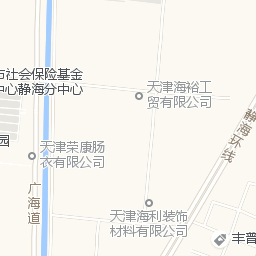 市社会保险基金
中心静海分中心
天津海裕工
贸有限公司
静海环线
园
天津荣康肠
衣有限公司
广海道
天津海利装饰
材料有限公司
丰普